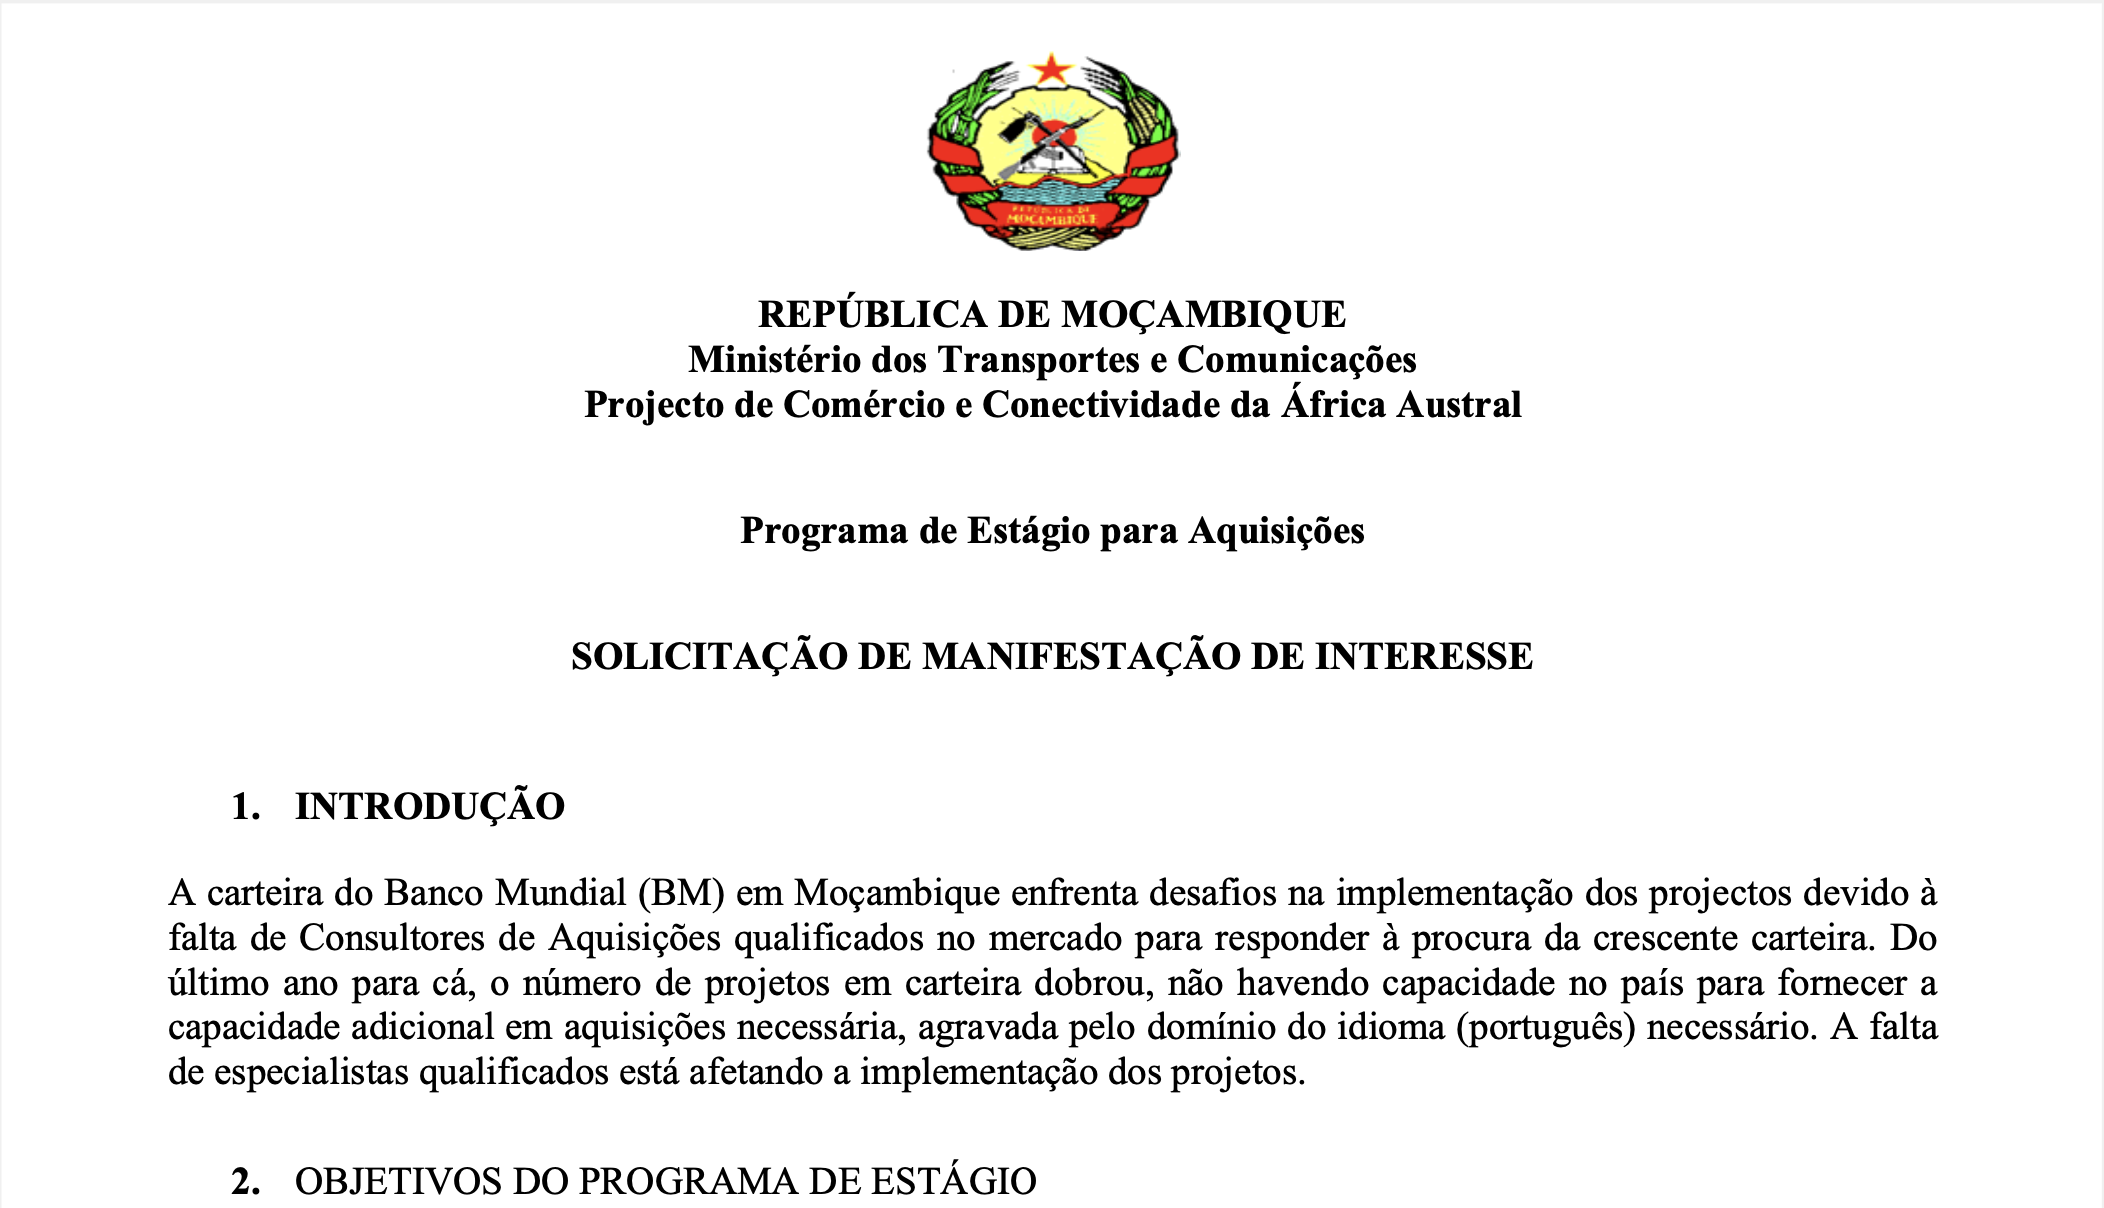 REPÚBLICA DE
MOÇAMBIQUE
REPÚBLICA DE MOÇAMBIQUE
Ministério dos Transportes e Comunicações
Projecto de Comércio e Conectividade da África Austral
Programa de Estágio para Aquisições
SOLICITAÇÃO DE MANIFESTAÇÃO DE INTERESSE
1. INTRODUÇÃO
A carteira do Banco Mundial (BM) em Moçambique enfrenta desafios na implementação dos projectos devido à
falta de Consultores de Aquisições qualificados no mercado para responder à procura da crescente carteira. Do
último ano para cá, o número de projetos em carteira dobrou, não havendo capacidade no país para fornecer a
capacidade adicional em aquisições necessária, agravada pelo domínio do idioma (português) necessário. A falta
de especialistas qualificados está afetando a implementação dos projetos.
2. OBJETIVOS DO PROGRAMA DE ESTÁGIO